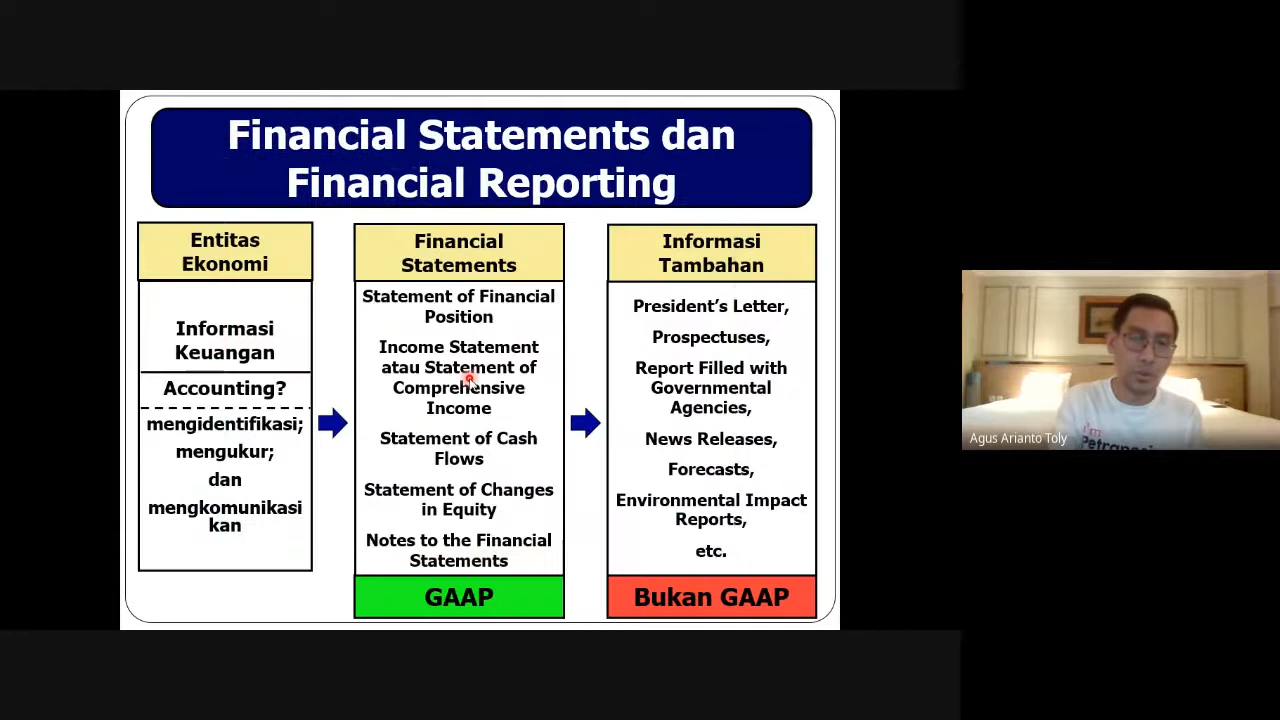 Financial Statements dan
Financial Reporting
Entitas
Ekonomi
Informasi
Keuangan
Accounting?
mengidentifikasi;
mengukur;
dan
mengkomunikasi
kan
Financial
Statements
Statement of Financial
Position
Income Statement
atau Statement of
Comprehensive
Income
Statement of Cash
Flows
Statement of Changes
in Equity
Notes to the Financial
Statements
GAAP
Informasi
Tambahan
President’s Letter,
Prospectuses,
Report Filled with
Governmental
Agencies,
News Releases,
Forecasts,
Environmental Impact
Reports,
etc.
Bukan GAAP
Agus Arianto Toly
i'm